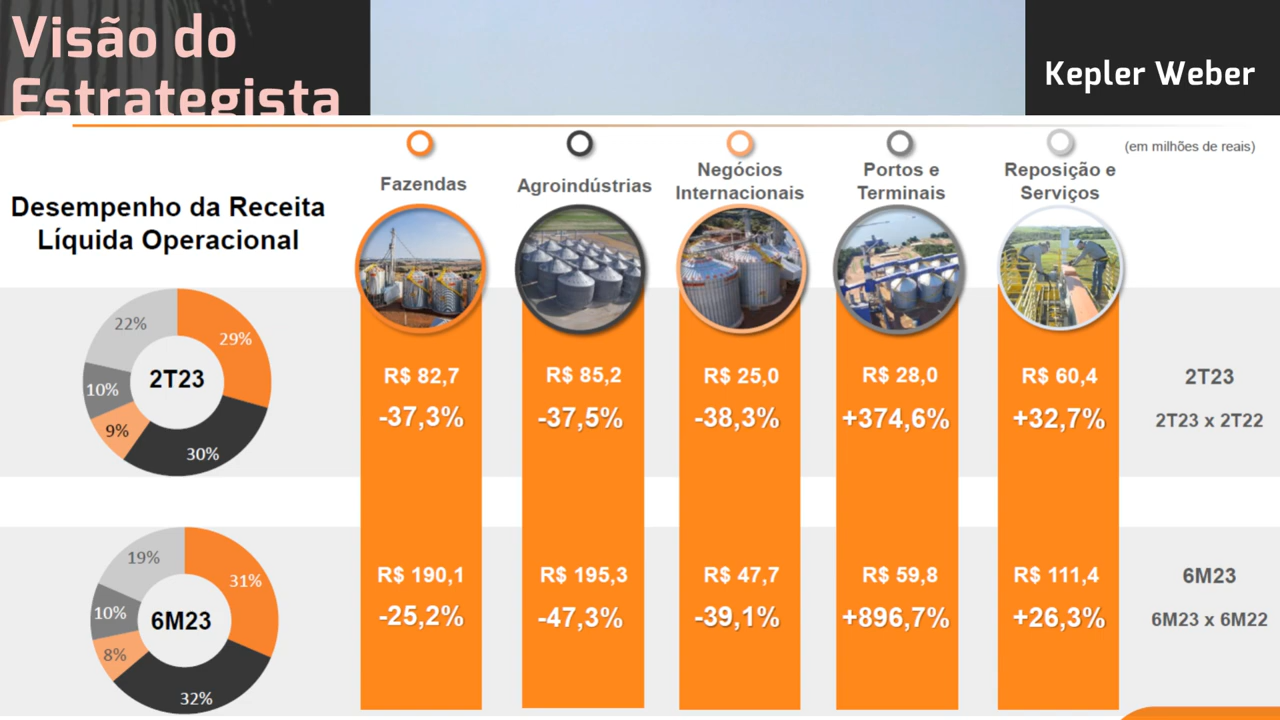 Visão do
Estrategista
Kepler Weber
(em milhões de reais)
Fazendas
Agroindústrias
Negócios
Internacionais
Portos e
Terminais
Reposição e
Serviços
Desempenho da Receita
Líquida Operacional
22%
29%
10%
9%
30%
2T23
R$ 82,7
R$ 85,2
R$ 25,0
R$ 28,0
R$ 60,4
2T23
-37,3%
-37,5%
-38,3%
+374,6%
+32,7%
2T23 x 2T22
19%
31%
10%
8%
32%
6M23
R$ 190,1
R$ 195,3
R$ 47,7
R$ 59,8
R$ 111,4
6M23
-25,2%
-47,3%
-39,1%
+896,7%
+26,3%
6M23 x 6M22